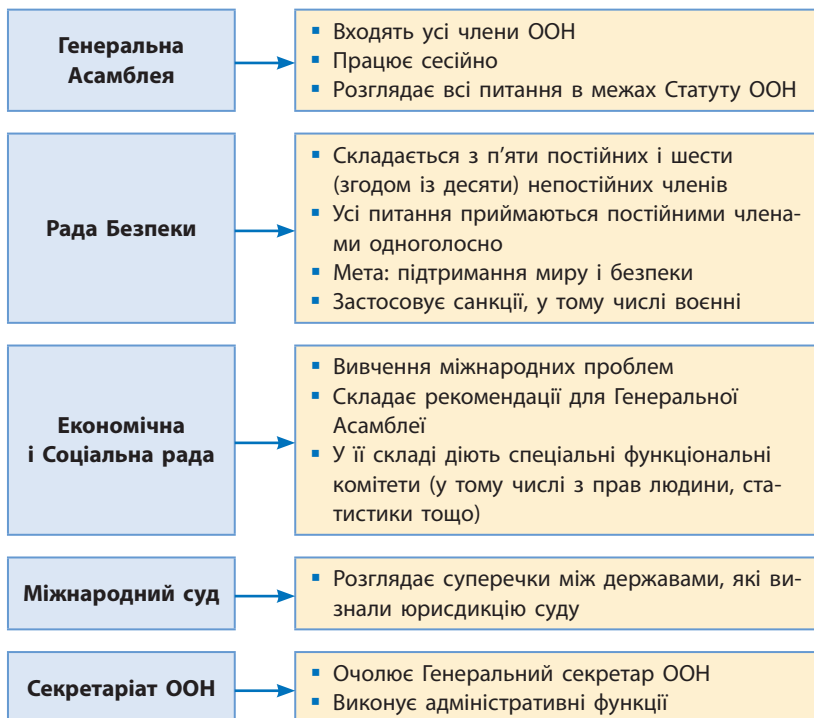 Генеральна
Асамблея
▪ Входять усі члени ООН
▪ Працює сесійно
▪ Розглядає всі питання в межах Статуту ООН
Рада Безпеки
▪ Складається з п’яти постійних і шести
(згодом із десяти) непостійних членів
▪ Усі питання приймаються постійними члена-
ми одноголосно
▪ Мета: підтримання миру і безпеки
▪ Застосовує санкції, у тому числі воєнні
Економічна
і Соціальна рада
▪ Вивчення міжнародних проблем
▪ Складає рекомендації для Генеральної
Асамблеї
▪ У її складі діють спеціальні функціональні
комітети (у тому числі з прав людини, ста-
тистики тощо)
Міжнародний суд
▪ Розглядає суперечки між державами, які ви-
знали юрисдикцію суду
Секретаріат ООН
▪ Очолює Генеральний секретар ООН
▪ Виконує адміністративні функції